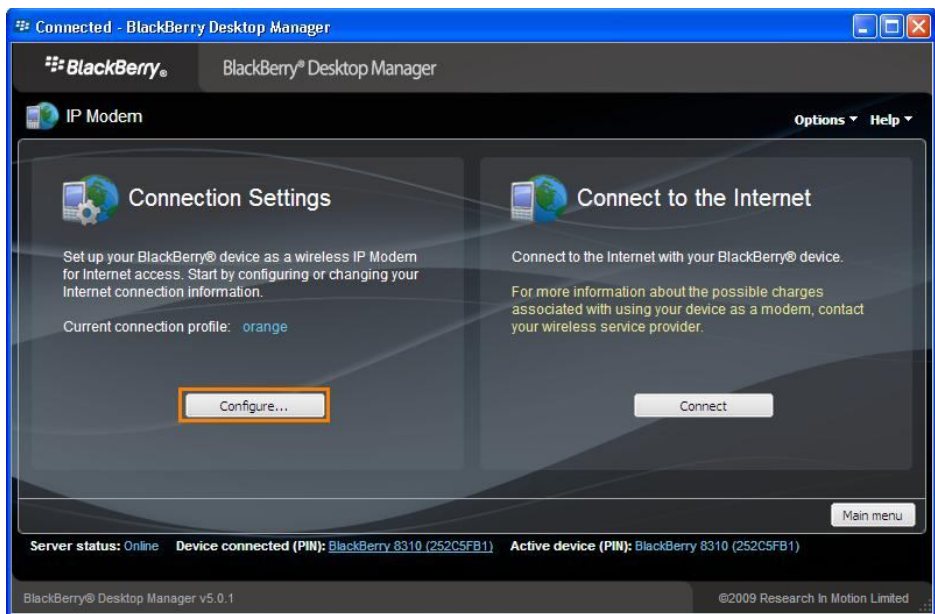 Connected - BlackBerry Desktop Manager
BlackBerry® BlackBerry® Desktop Manager
IP Modem Options Help
Connection Settings
Set up your BlackBerry® device as a wireless IP Modem
for Internet access. Start by configuring or changing your
Internet connection information.
Current connection profile: orange
Configure...
Connect to the Internet
Connect to the Internet with your BlackBerry® device.
For more information about the possible charges
associated with using your device as a modem, contact
your wireless service provider.
Connect
Main menu
Server status: Online Device connected (PIN): BlackBerry 8310 (252C5FB1) Active device (PIN): BlackBerry 8310 (252C5FB1)
BlackBerry® Desktop Manager v5.0.1 ©2009 Research In Motion Limited